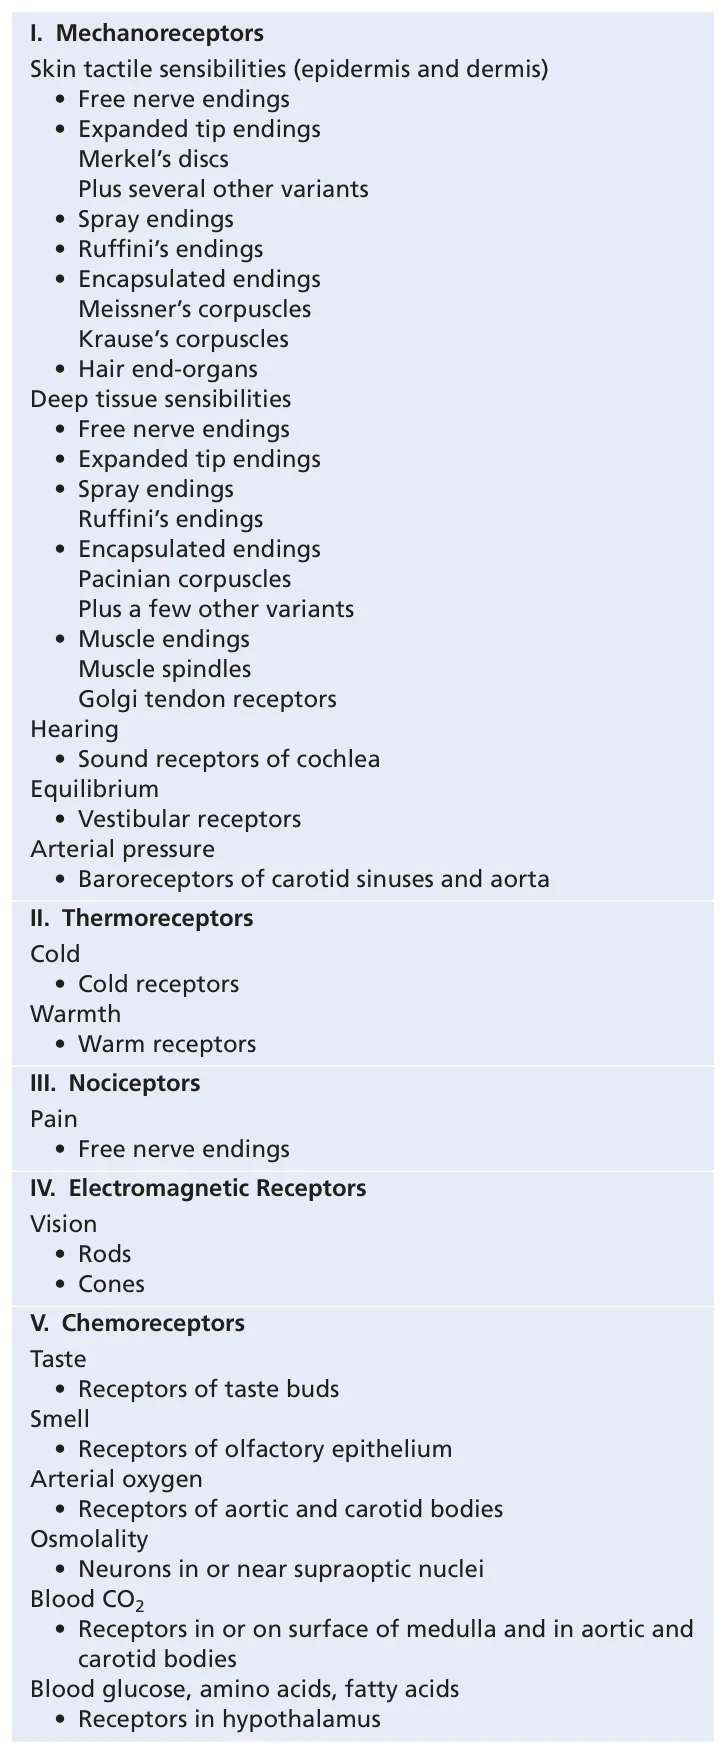 I. Mechanoreceptors
Skin tactile sensibilities (epidermis and dermis)
• Free nerve endings
• Expanded tip endings
Merkel’s discs
Plus several other variants
• Spray endings
• Ruffini’s endings
• Encapsulated endings
Meissner’s corpuscles
Krause’s corpuscles
• Hair end-organs
Deep tissue sensibilities
• Free nerve endings
• Expanded tip endings
• Spray endings
Ruffini’s endings
• Encapsulated endings
Pacinian corpuscles
Plus a few other variants
• Muscle endings
Muscle spindles
Golgi tendon receptors
Hearing
• Sound receptors of cochlea
Equilibrium
• Vestibular receptors
Arterial pressure
• Baroreceptors of carotid sinuses and aorta
II. Thermoreceptors
Cold
• Cold receptors
Warmth
• Warm receptors
III. Nociceptors
Pain
• Free nerve endings
IV. Electromagnetic Receptors
Vision
• Rods
• Cones
V. Chemoreceptors
Taste
• Receptors of taste buds
Smell
• Receptors of olfactory epithelium
Arterial oxygen
• Receptors of aortic and carotid bodies
Osmolality
• Neurons in or near supraoptic nuclei
Blood CO₂
• Receptors in or on surface of medulla and in aortic and
carotid bodies
Blood glucose, amino acids, fatty acids
• Receptors in hypothalamus